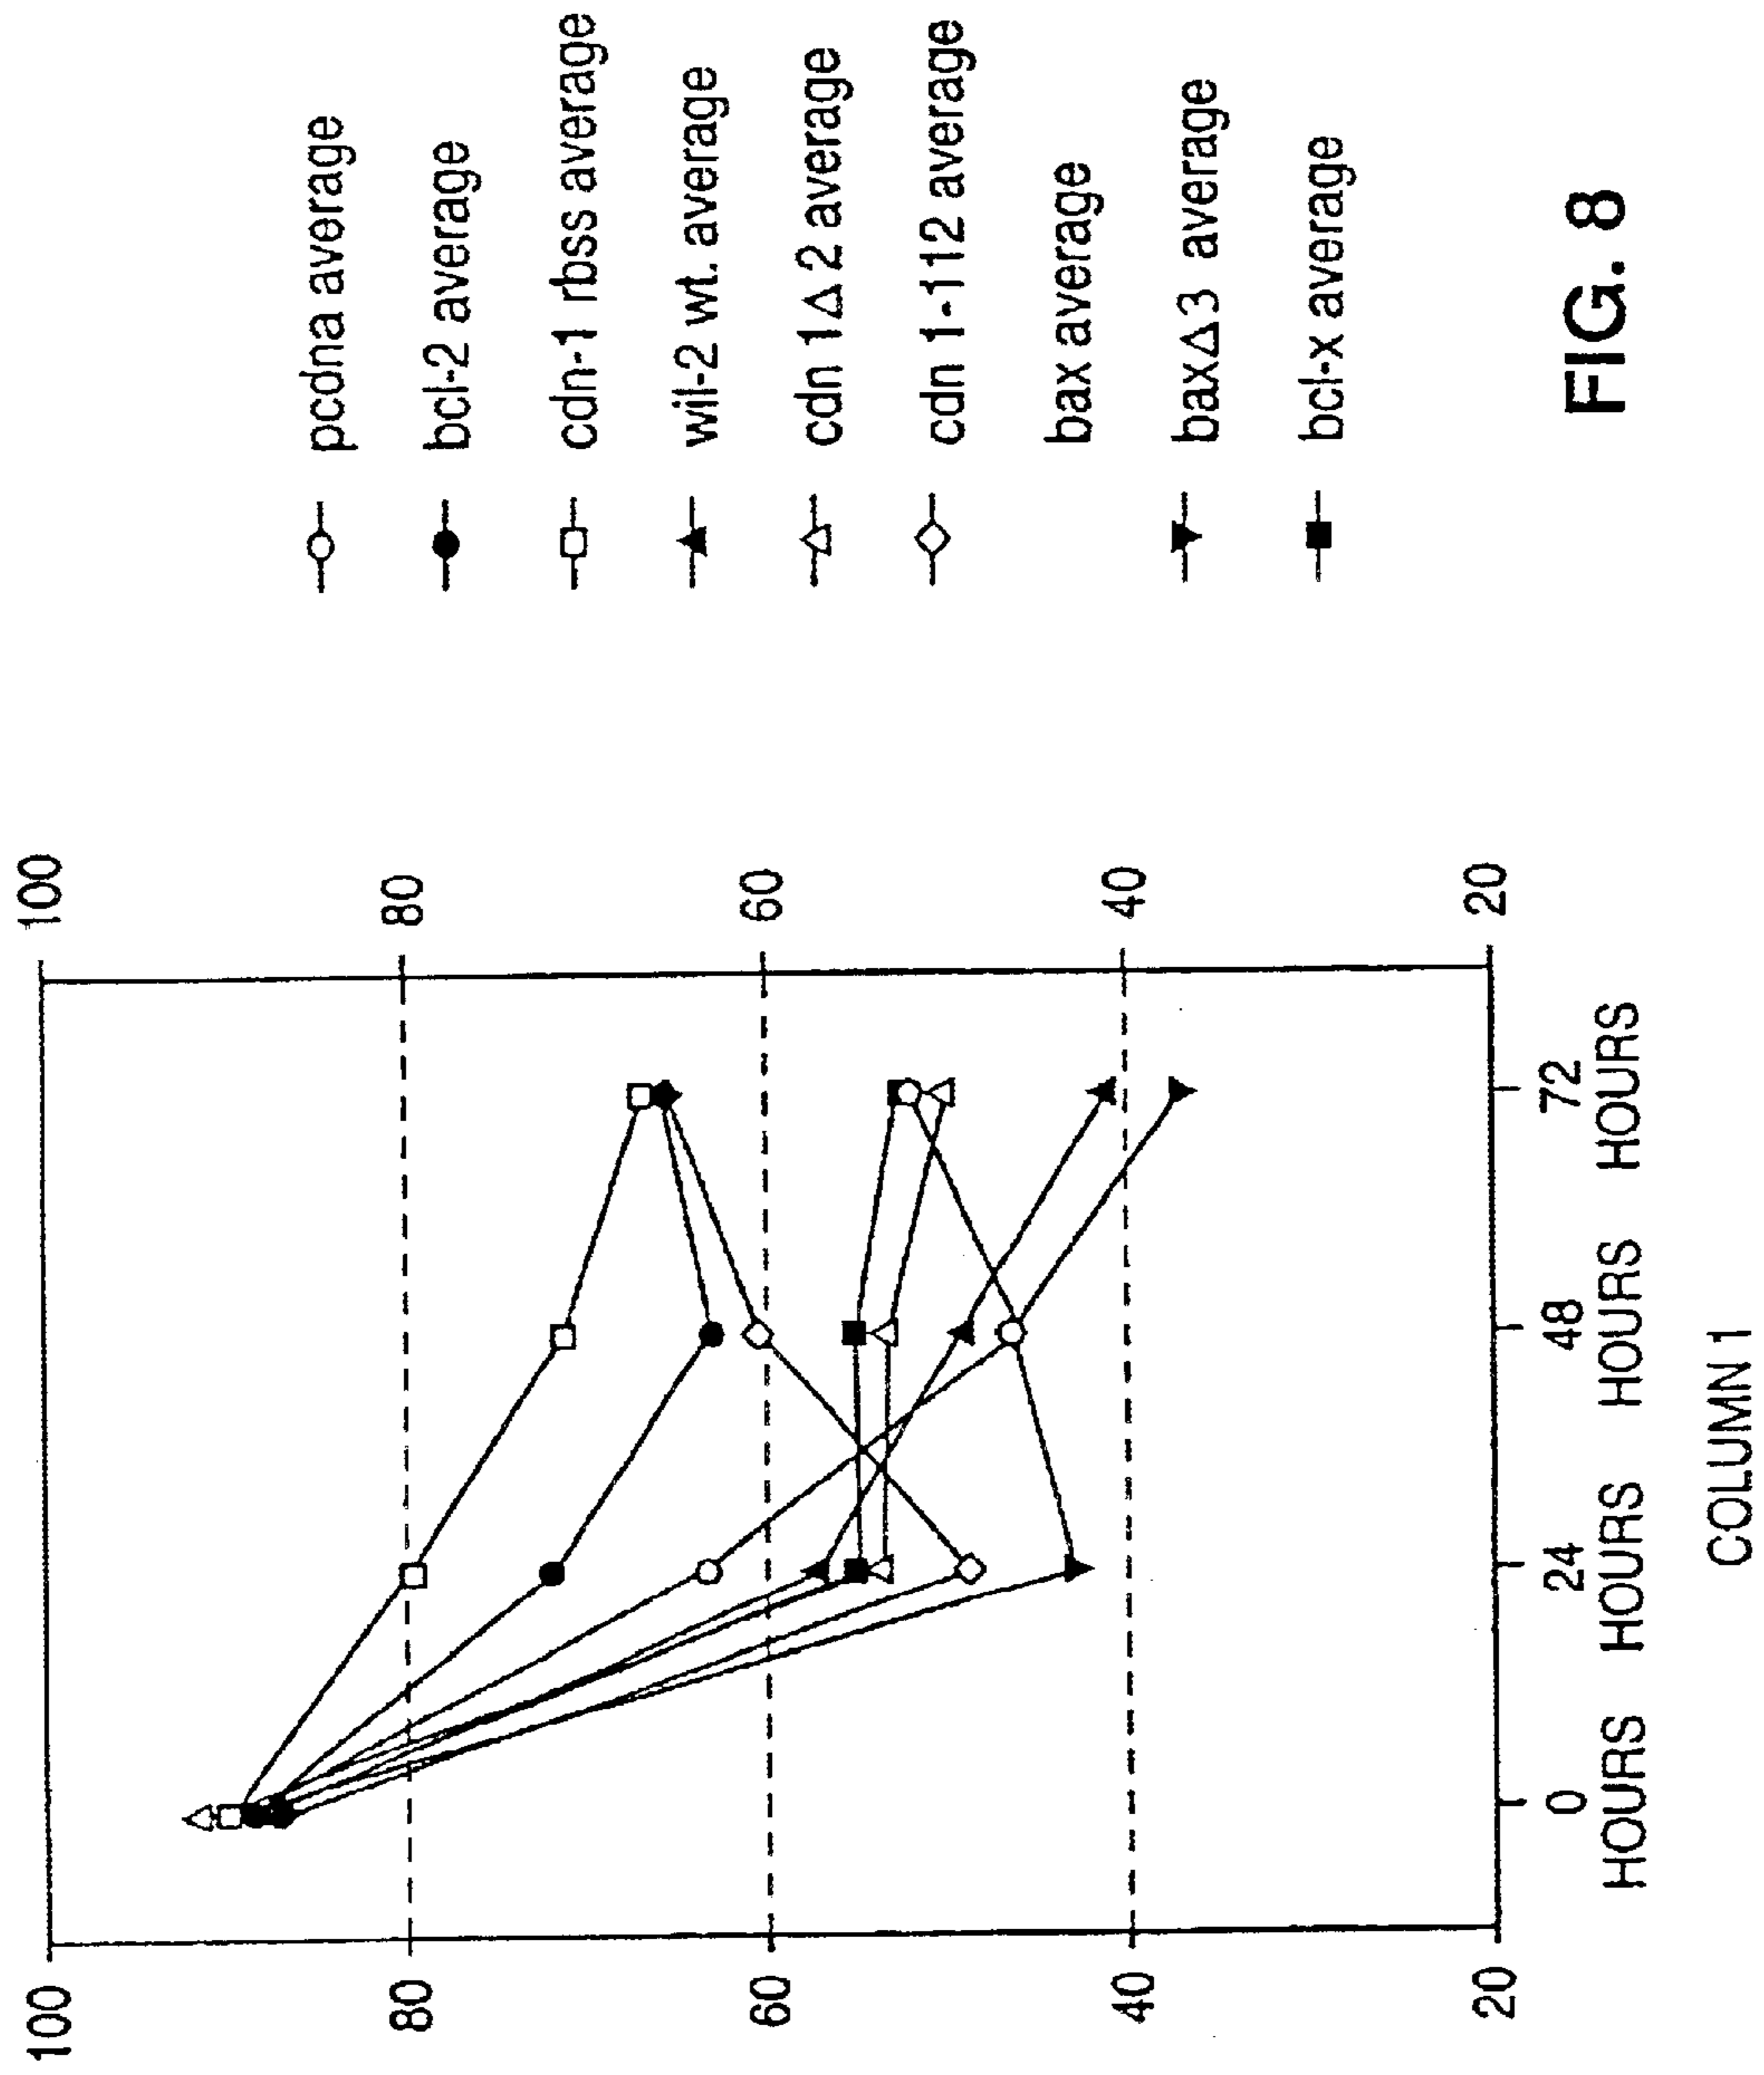 100
100
80
80
60
60
40
40
20
20
0
HOURS
24
HOURS
48
HOURS
72
HOURS
COLUMN 1
pcdna average
bcl-2 average
cdn-1 rbss average
wil-2 wt. average
cdn 1Δ 2 average
cdn 1-112 average
bax average
baxΔ3 average
bcl-x average
FIG. 8